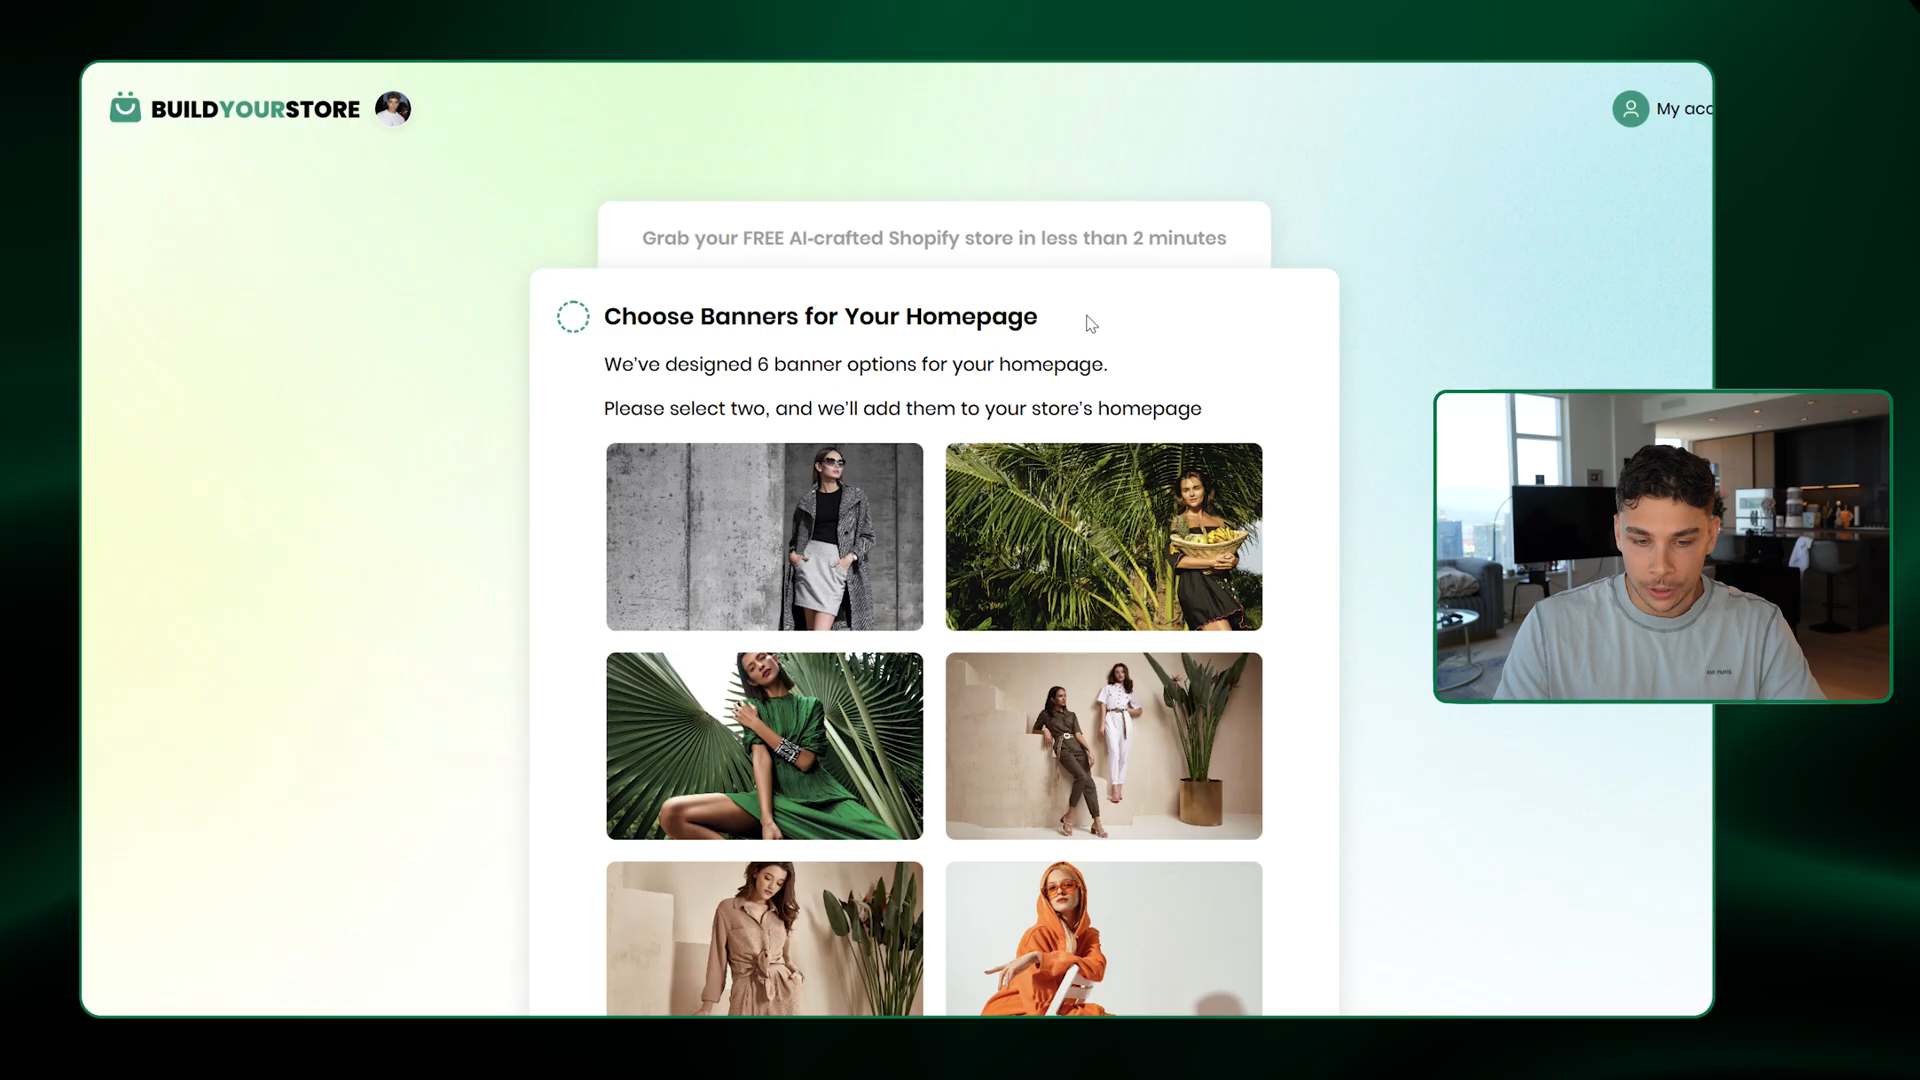 BUILDYOURSTORE
My acc
Grab your FREE AI-crafted Shopify store in less than 2 minutes
Choose Banners for Your Homepage
We’ve designed 6 banner options for your homepage.
Please select two, and we’ll add them to your store’s homepage